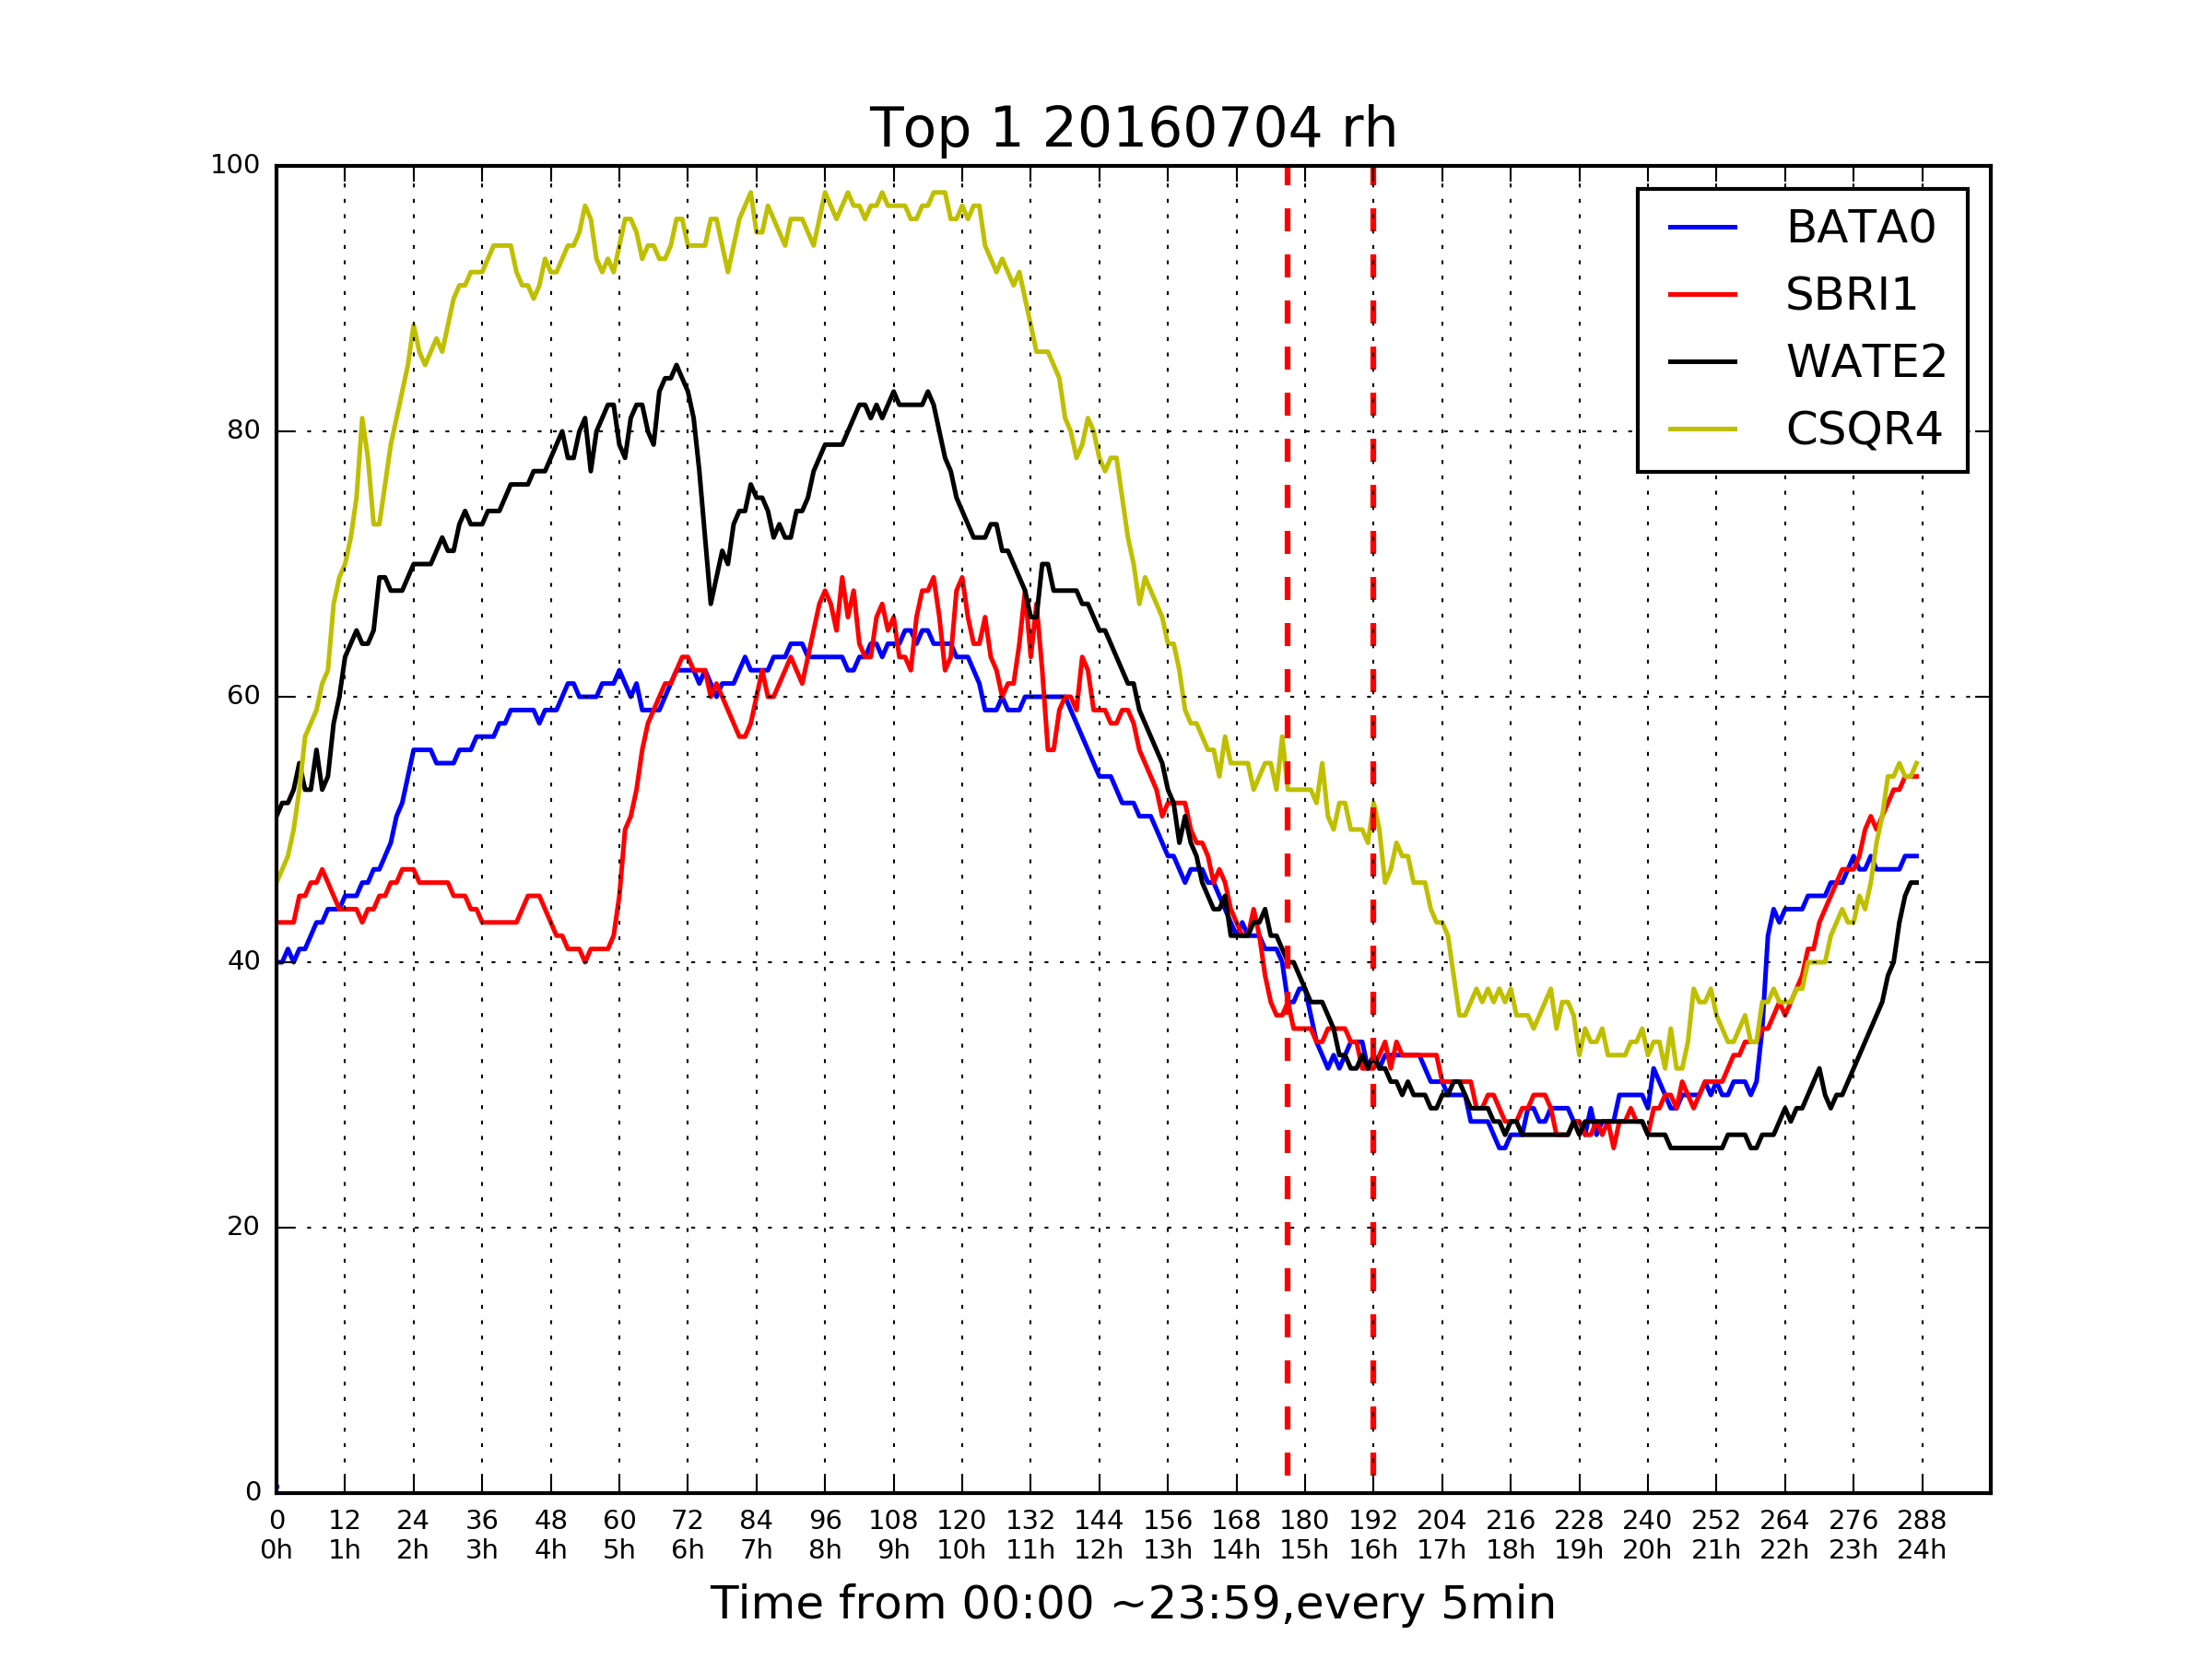 Top 1 20160704 rh
100
80
60
40
20
0
BATA0
SBRI1
WATE2
CSQR4
0 12 24 36 48 60 72 84 96 108 120 132 144 156 168 180 192 204 216 228 240 252 264 276 288
0h 1h 2h 3h 4h 5h 6h 7h 8h 9h 10h 11h 12h 13h 14h 15h 16h 17h 18h 19h 20h 21h 22h 23h 24h
Time from 00:00 ~23:59,every 5min